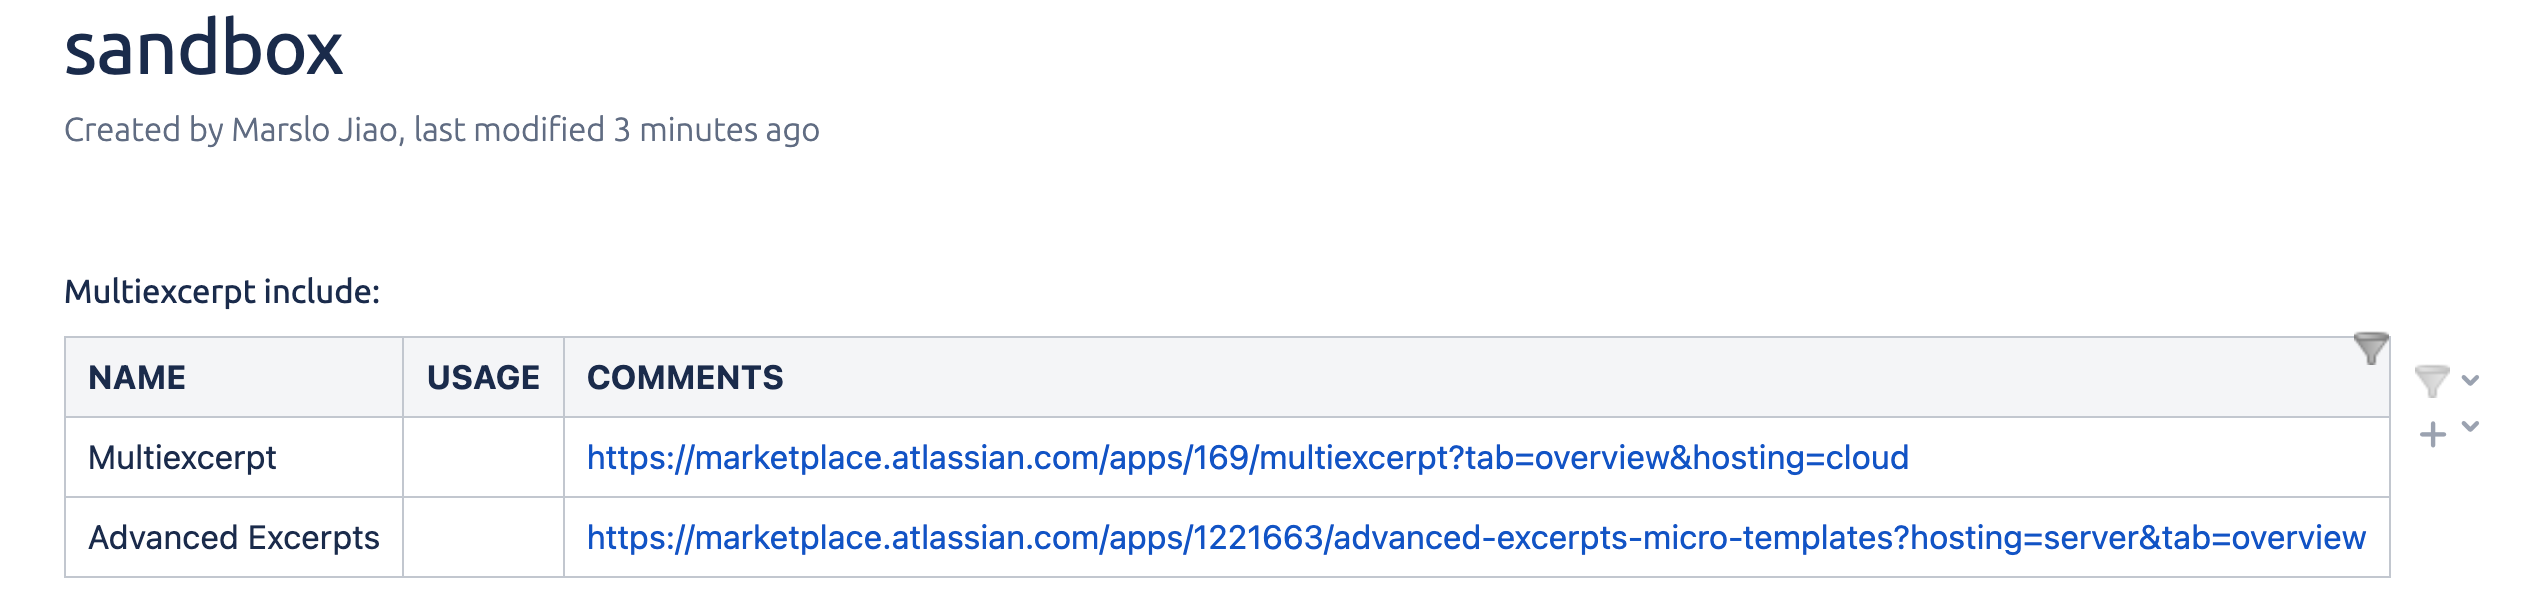 sandbox
Created by Marslo Jiao, last modified 3 minutes ago
Multiexcerpt include:
NAME USAGE COMMENTS
Multiexcerpt https://marketplace.atlassian.com/apps/169/multiexcerpt?tab=overview&hosting=cloud
Advanced Excerpts https://marketplace.atlassian.com/apps/1221663/advanced-excerpts-micro-templates?hosting=server&tab=overview